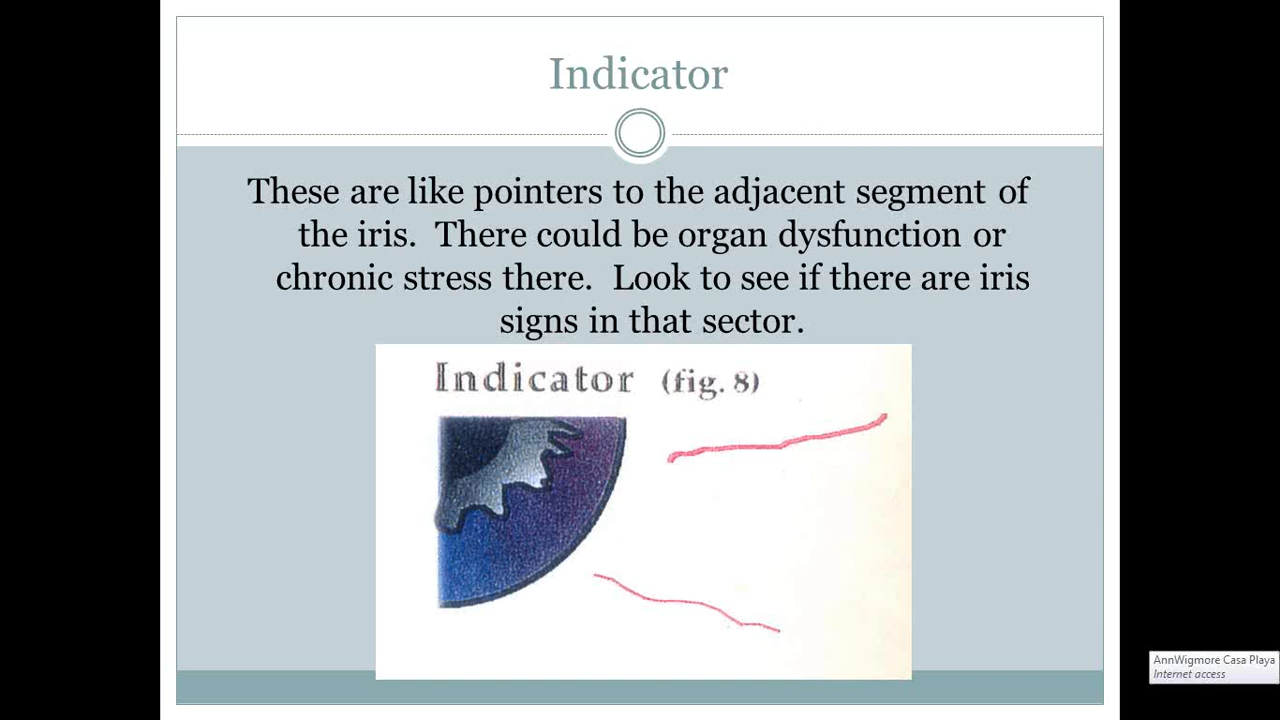 Indicator
These are like pointers to the adjacent segment of
the iris.  There could be organ dysfunction or
chronic stress there.  Look to see if there are iris
signs in that sector.
Indicator (fig. 8)
AnnWigmore Casa Playa
Internet access